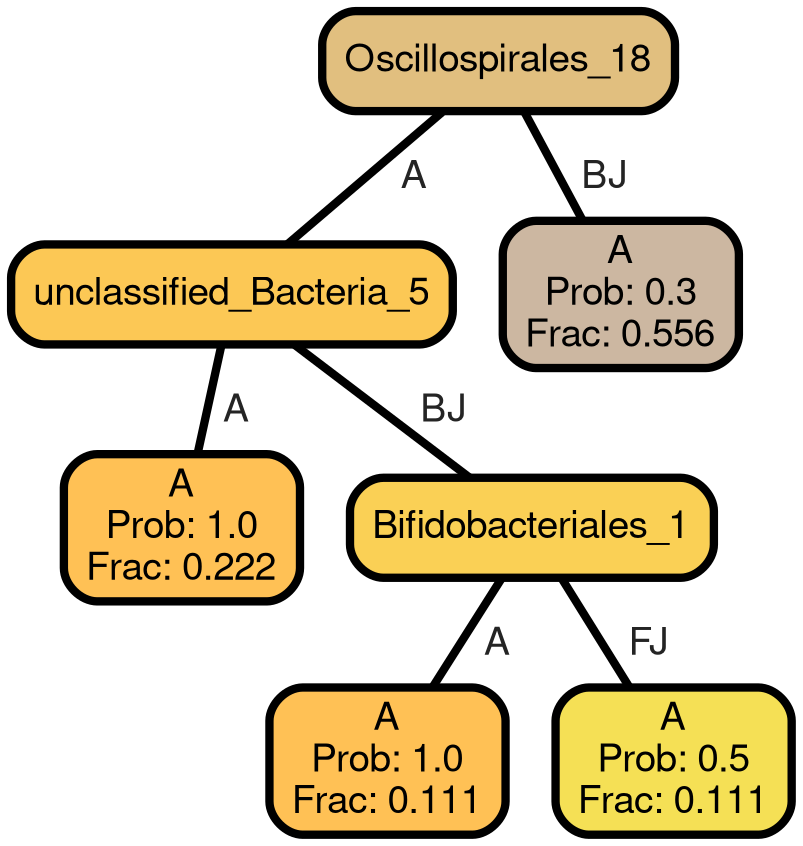 Oscillospirales_18
A
BJ
unclassified_Bacteria_5
A
Prob: 0.3
Frac: 0.556
A
BJ
A
Prob: 1.0
Frac: 0.222
Bifidobacteriales_1
A
FJ
A
Prob: 1.0
Frac: 0.111
A
Prob: 0.5
Frac: 0.111